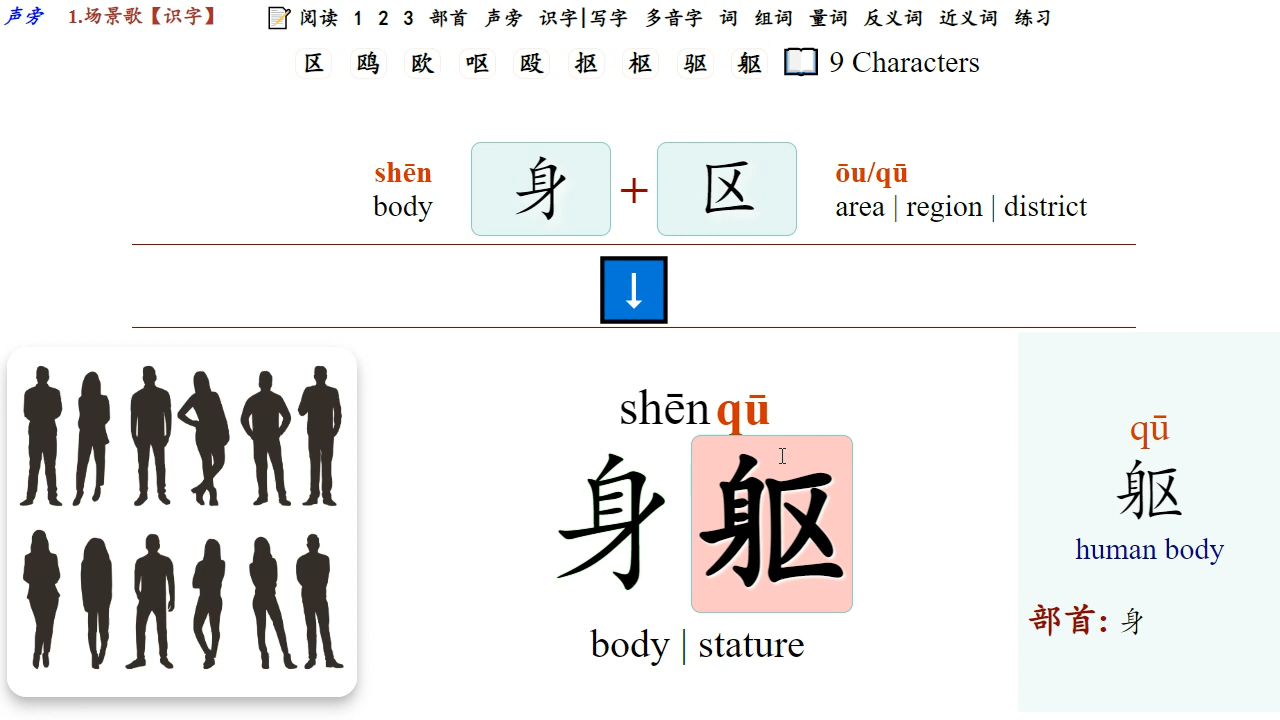 声旁 1.场景歌【识字】 📝 阅读 1 2 3 部首 声旁 识字|写字 多音字 词 组词 量词 反义词 近义词 练习
区 鸥 欧 呕 殴 抠 枢 驱 躯 📖 9 Characters
shēn
body
身 + 区
ōu/qū
area | region | district
↓
shēn qū
身 躯
body | stature
qū
躯
human body
部首: 身